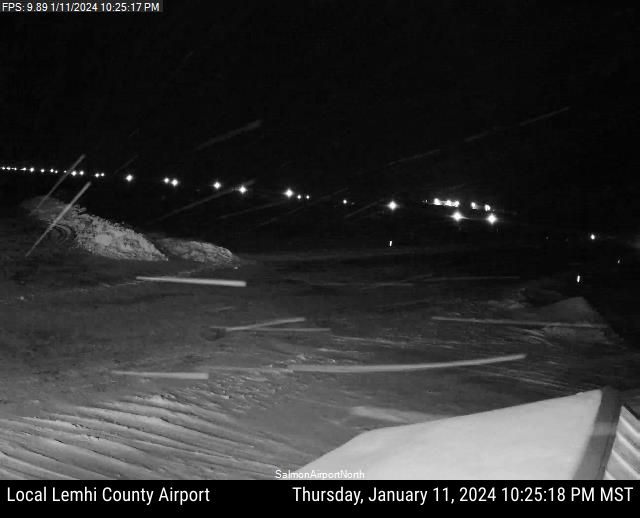 FPS: 9.89 1/11/2024 10:25:17 PM
SalmonAirportNorth
Local Lemhi County Airport Thursday, January 11, 2024 10:25:18 PM MST